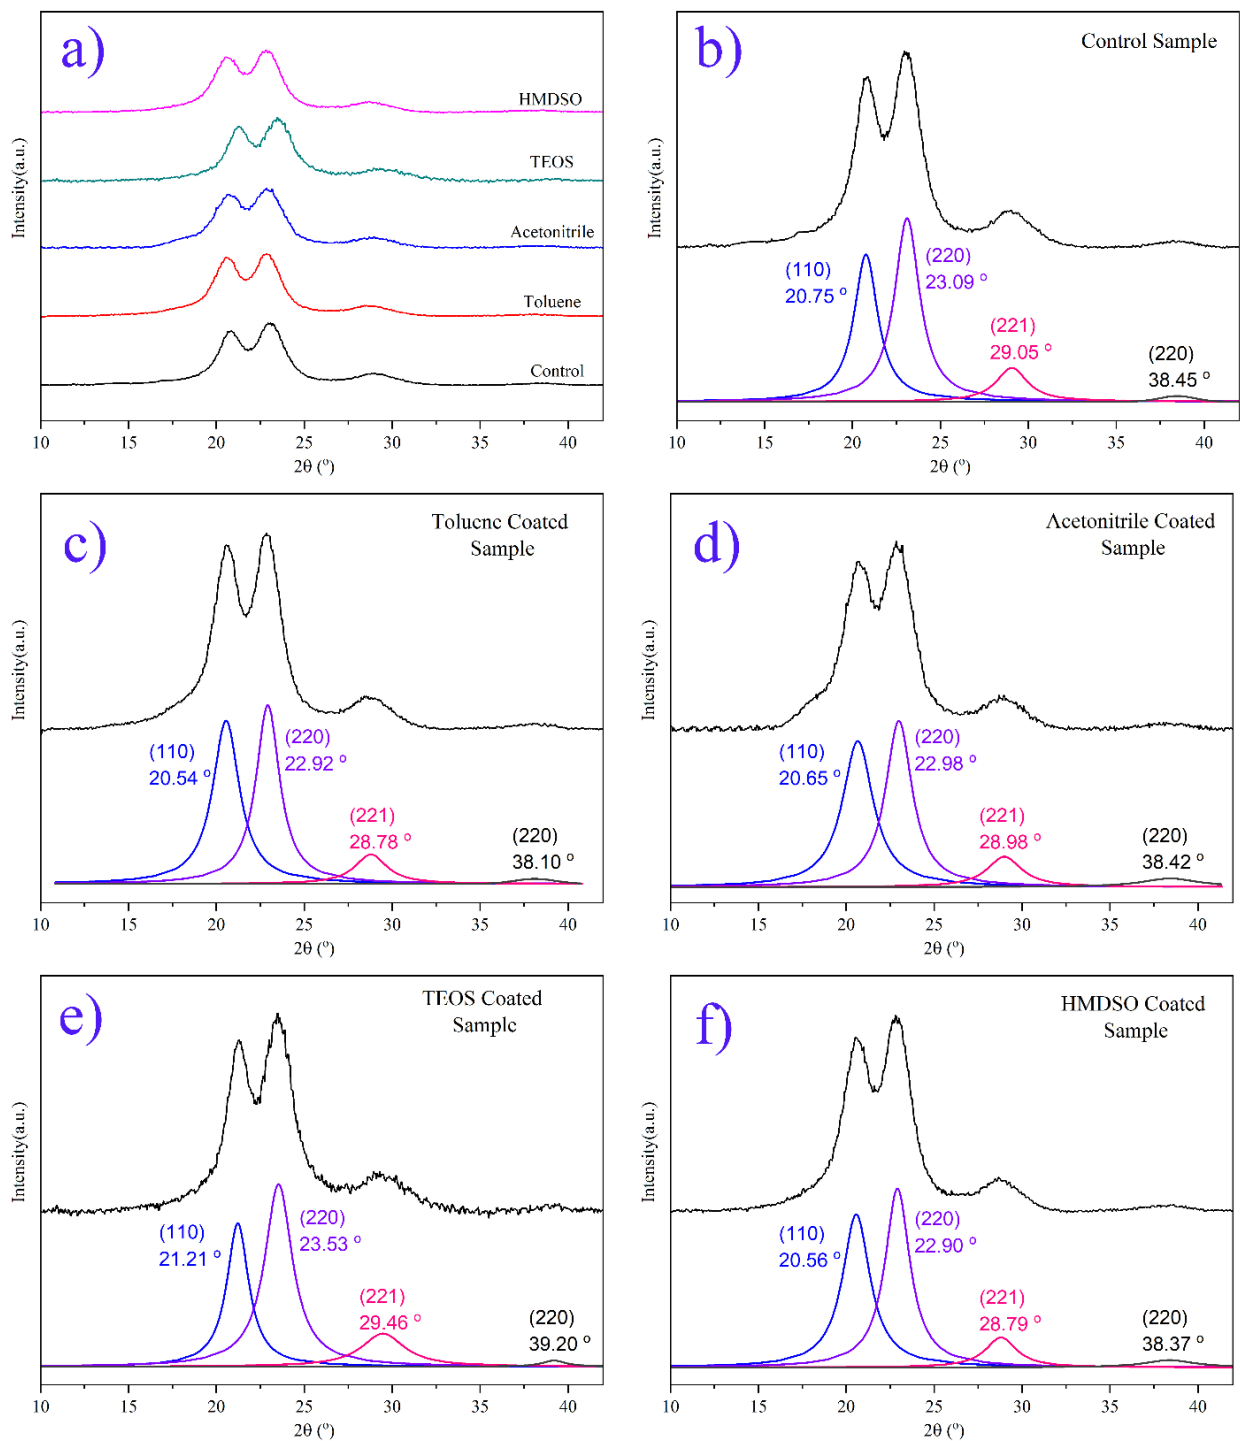 a)
HMDSO
TEOS
Acetonitrile
Toluene
Control
Intensity(a.u.)
10 15 20 25 30 35 40
2θ (°)
b)
Control Sample
(110)
20.75 °
(220)
23.09 °
(221)
29.05 °
(220)
38.45 °
Intensity(a.u.)
10 15 20 25 30 35 40
2θ (°)
c)
Toluene Coated
Sample
(110)
20.54 °
(220)
22.92 °
(221)
28.78 °
(220)
38.10 °
Intensity(a.u.)
10 15 20 25 30 35 40
2θ (°)
d)
Acetonitrile Coated
Sample
(110)
20.65 °
(220)
22.98 °
(221)
28.98 °
(220)
38.42 °
Intensity(a.u.)
10 15 20 25 30 35 40
2θ (°)
e)
TEOS Coated
Sample
(110)
21.21 °
(220)
23.53 °
(221)
29.46 °
(220)
39.20 °
Intensity(a.u.)
10 15 20 25 30 35 40
2θ (°)
f)
HMDSO Coated
Sample
(110)
20.56 °
(220)
22.90 °
(221)
28.79 °
(220)
38.37 °
Intensity(a.u.)
10 15 20 25 30 35 40
2θ (°)